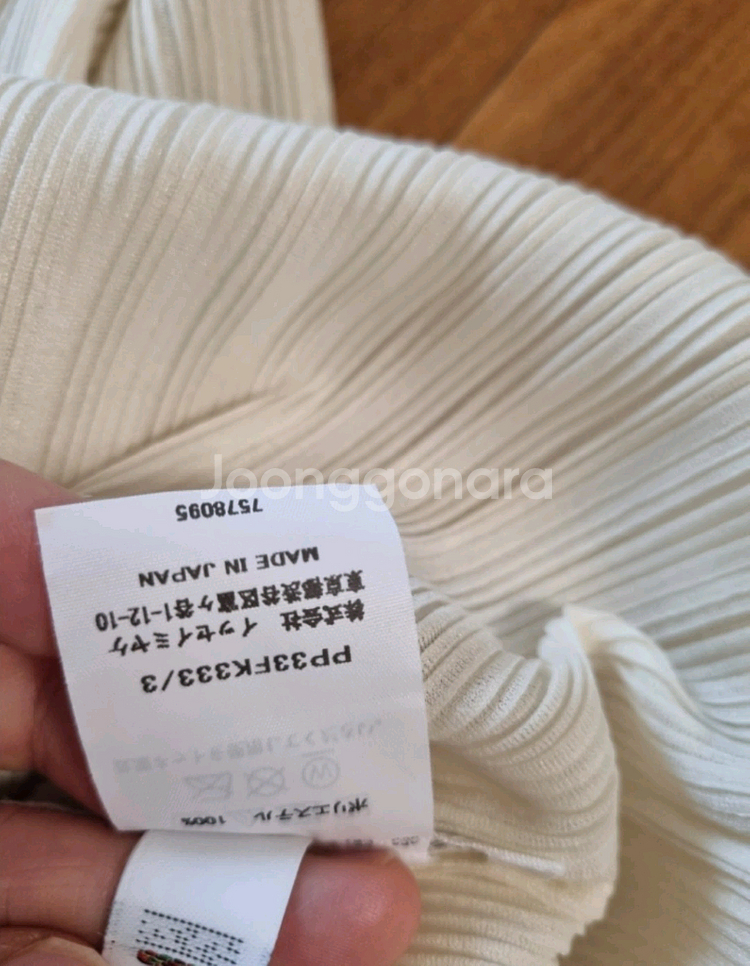 Joonggonara
ポリエステル 100%
W
PP33FK333/3
株式会社 イッセイミヤケ
東京都渋谷区富ケ谷1-12-10
MADE IN JAPAN
7578095